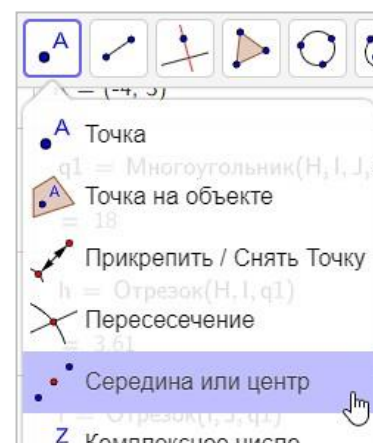 A
= (-4, 3)
A Точка
q1 = Многоугольник(H, I, J,
A Точка на объекте
= 18
Прикрепить / Снять Точку
h = Отрезок(H, I, q1)
Пересесечение
= 3.61
Середина или центр
= Отрезок(I, J, q1)
Z Комплексное число